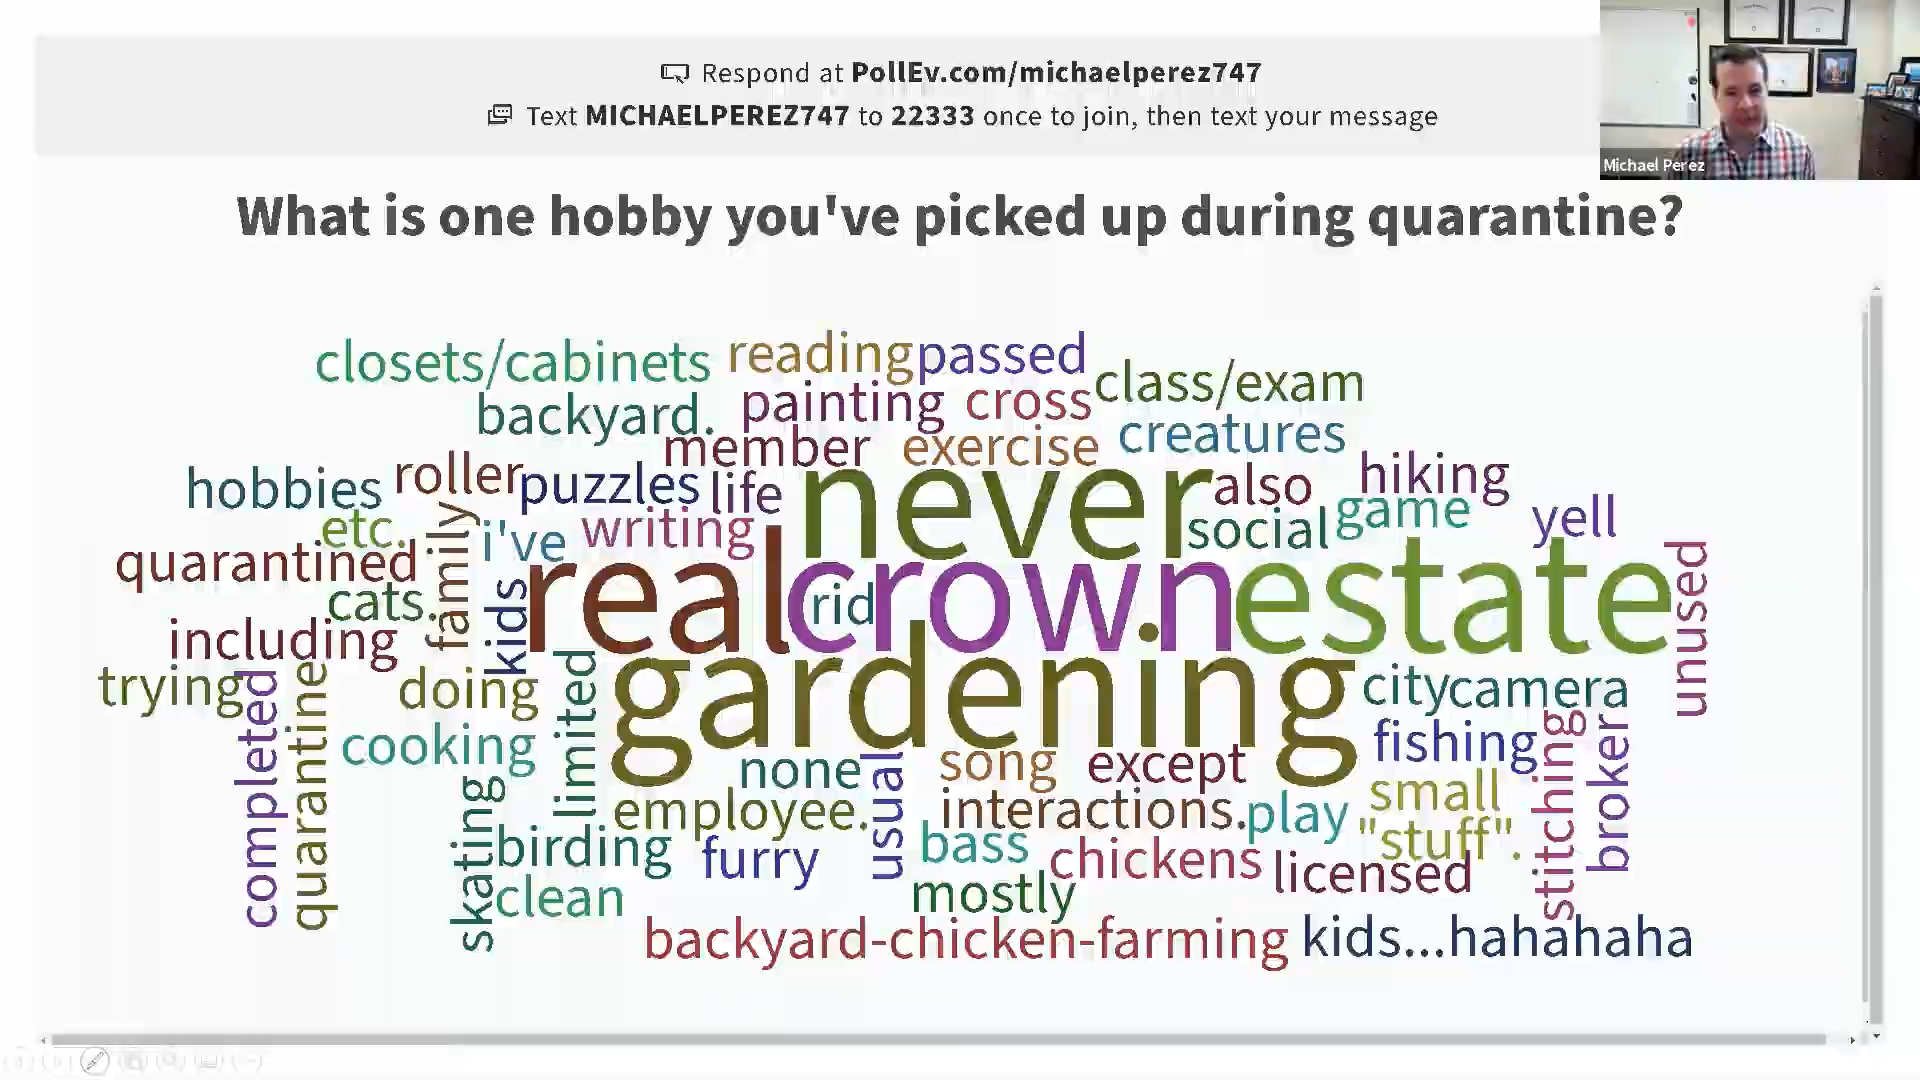 Respond at PollEv.com/michaelperez747
Text MICHAELPEREZ747 to 22333 once to join, then text your message
Michael Perez
What is one hobby you've picked up during quarantine?
closets/cabinets reading passed class/exam
backyard. painting cross
member exercise creatures
hobbies roller puzzles life never also hiking
etc. family i've writing social game yell
quarantined kids real crown estate unused
cats. rid
including
trying completed quarantine doing limited gardening city camera
cooking fishing stitching broker
skating none usual song except small
employee. interactions. play "stuff".
birding furry bass chickens licensed
clean mostly
backyard-chicken-farming kids...hahahaha